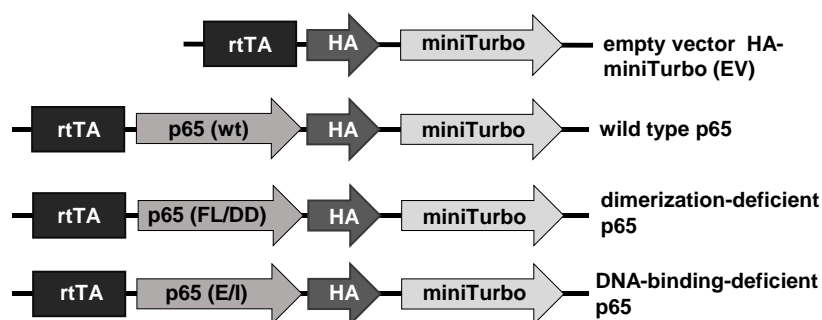 rtTA HA miniTurbo empty vector HA-
miniTurbo (EV)
rtTA p65 (wt) HA miniTurbo wild type p65
rtTA p65 (FL/DD) HA miniTurbo dimerization-deficient
p65
rtTA p65 (E/I) HA miniTurbo DNA-binding-deficient
p65